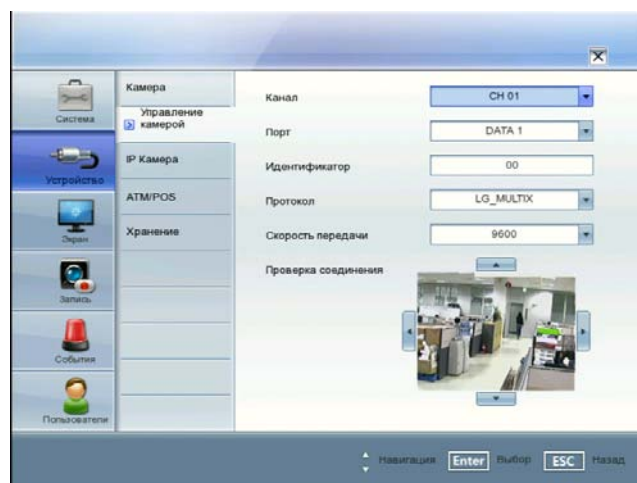 Система
Устройство
Экран
Запись
События
Пользователи
Камера
Управление
камерой
IP Камера
ATM/POS
Хранение
Канал
CH 01
Порт
DATA 1
Идентификатор
00
Протокол
LG_MULTIX
Скорость передачи
9600
Проверка соединения
Навигация Enter Выбор ESC Назад